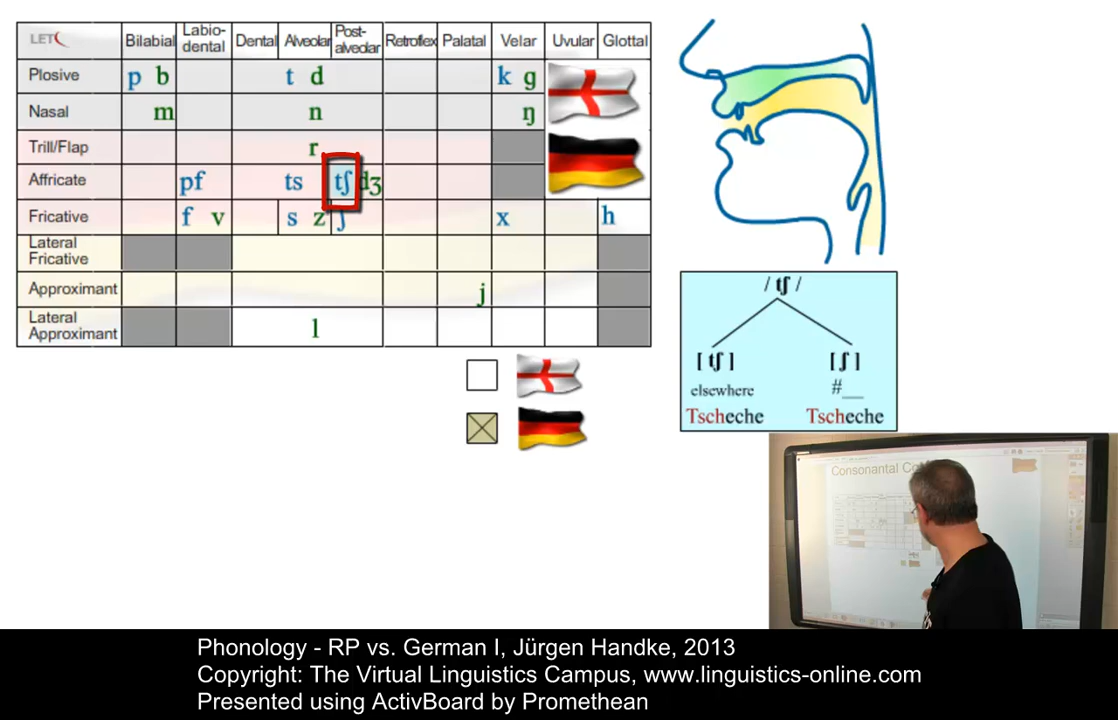 LET
Bilabial Labio-dental Dental Alveolar Post-alveolar Retroflex Palatal Velar Uvular Glottal
Plosive p b t d k g
Nasal m n ŋ
Trill/Flap r
Affricate pf ts tʃ dʒ
Fricative f v s z ʃ x h
Lateral Fricative
Approximant j
Lateral Approximant l
/ tʃ /
[ tʃ ] [ ʃ ]
elsewhere #__
Tscheche Tscheche
Consonantal
Phonology - RP vs. German I, Jürgen Handke, 2013
Copyright: The Virtual Linguistics Campus, www.linguistics-online.com
Presented using ActivBoard by Promethean